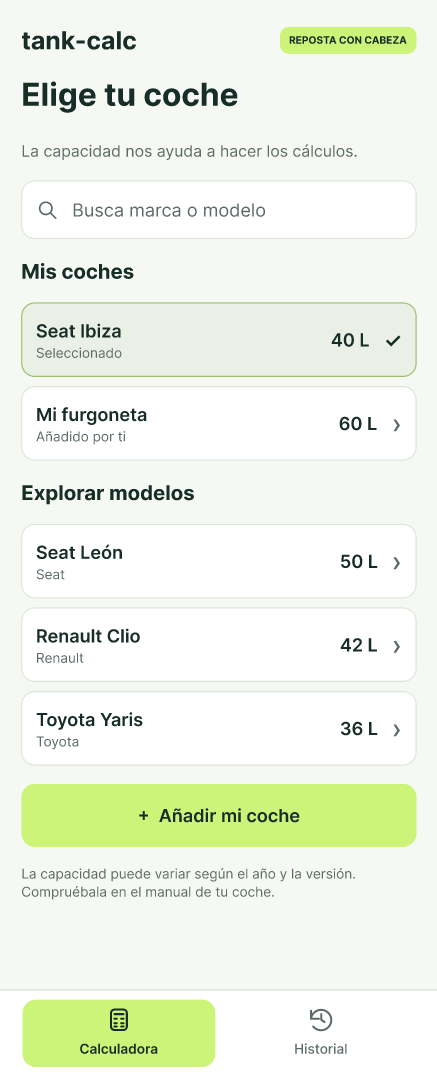 tank-calc
REPOSTA CON CABEZA
Elige tu coche
La capacidad nos ayuda a hacer los cálculos.
Busca marca o modelo
Mis coches
Seat Ibiza
Seleccionado
40 L
Mi furgoneta
Añadido por ti
60 L
Explorar modelos
Seat León
Seat
50 L
Renault Clio
Renault
42 L
Toyota Yaris
Toyota
36 L
+ Añadir mi coche
La capacidad puede variar según el año y la versión.
Compruébala en el manual de tu coche.
Calculadora
Historial